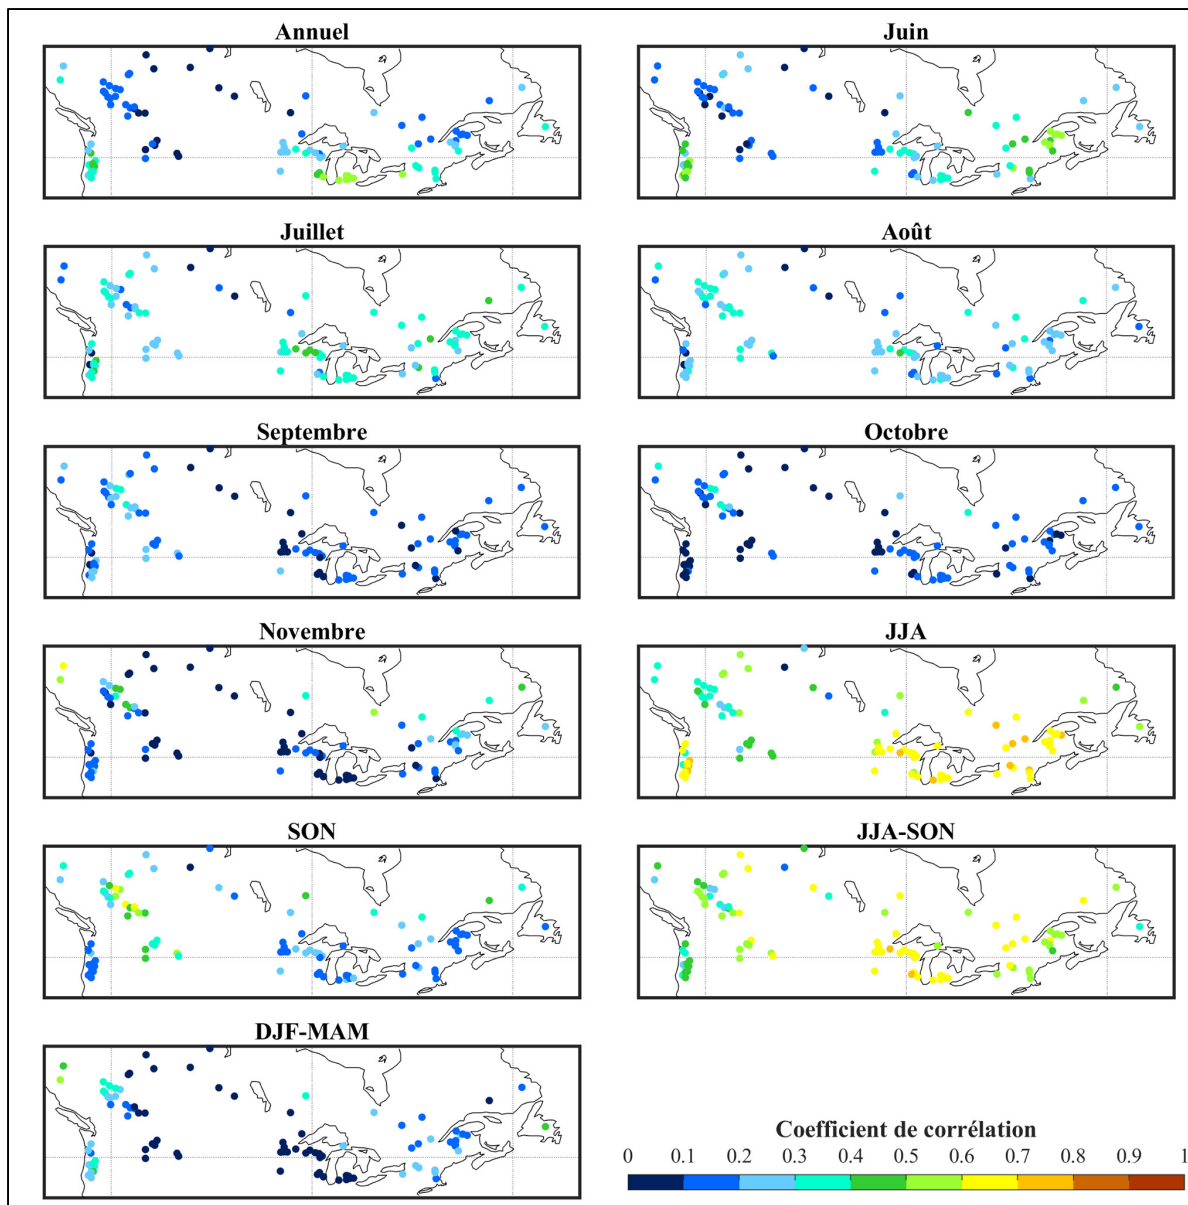 Annuel
Juin
Juillet
Août
Septembre
Octobre
Novembre
JJA
SON
JJA-SON
DJF-MAM
Coefficient de corrélation
0 0.1 0.2 0.3 0.4 0.5 0.6 0.7 0.8 0.9 1